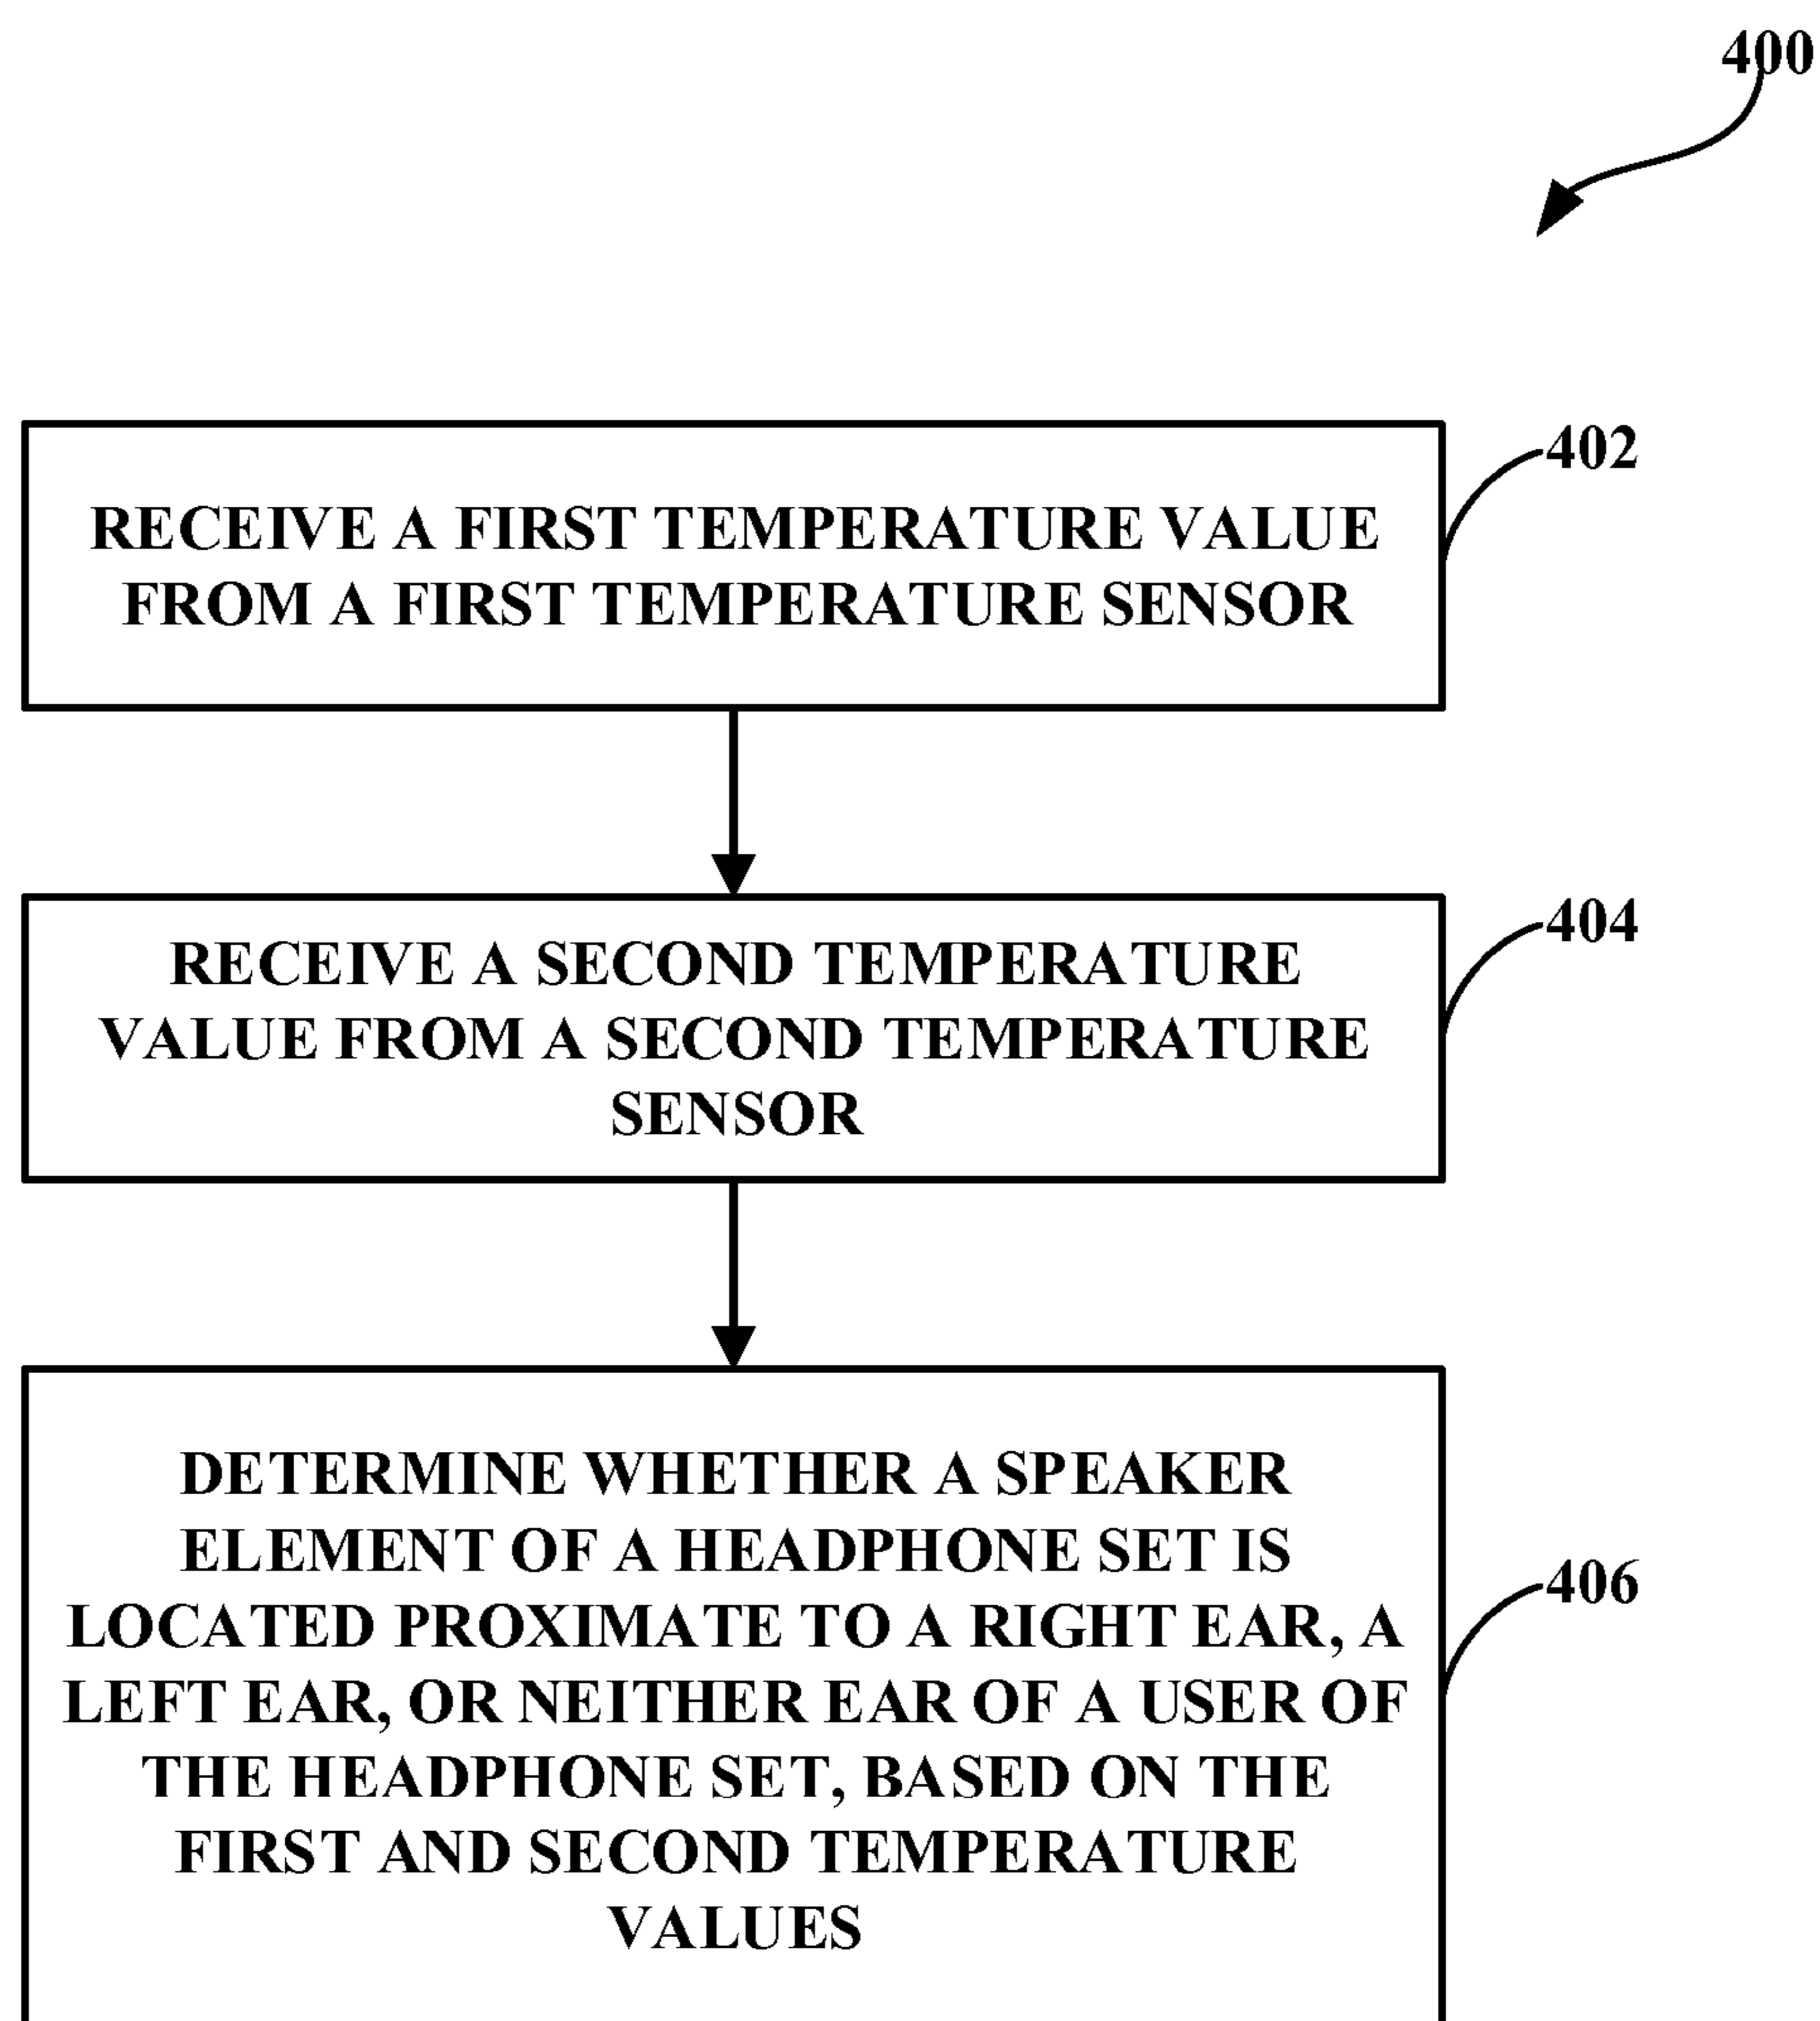 400
402
RECEIVE A FIRST TEMPERATURE VALUE
FROM A FIRST TEMPERATURE SENSOR
404
RECEIVE A SECOND TEMPERATURE
VALUE FROM A SECOND TEMPERATURE
SENSOR
DETERMINE WHETHER A SPEAKER
ELEMENT OF A HEADPHONE SET IS
406
LOCATED PROXIMATE TO A RIGHT EAR, A
LEFT EAR, OR NEITHER EAR OF A USER OF
THE HEADPHONE SET, BASED ON THE
FIRST AND SECOND TEMPERATURE
VALUES